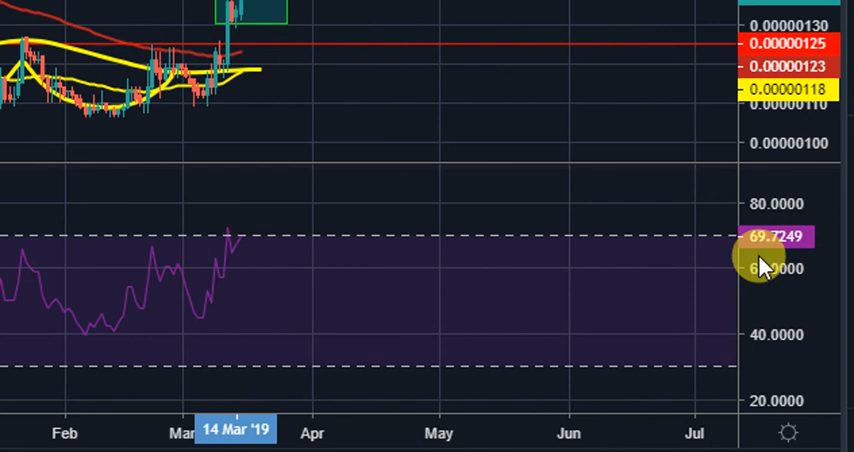 0.00000130
0.00000125
0.00000123
0.00000118
0.00000110
0.00000100
80.0000
69.7249
40.0000
20.0000
Feb
Mar
14 Mar '19
Apr
May
Jun
Jul